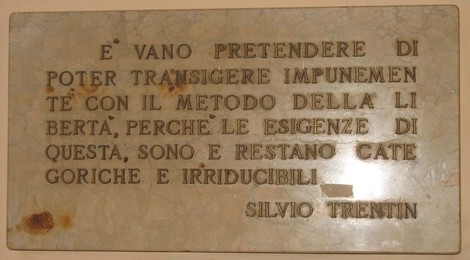 E' VANO PRETENDERE DI
POTER TRANSIGERE IMPUNEMEN
TE CON IL METODO DELLA LI
BERTA', PERCHE' LE ESIGENZE DI
QUESTA, SONO E RESTANO CATE
GORICHE E IRRIDUCIBILI
SILVIO TRENTIN